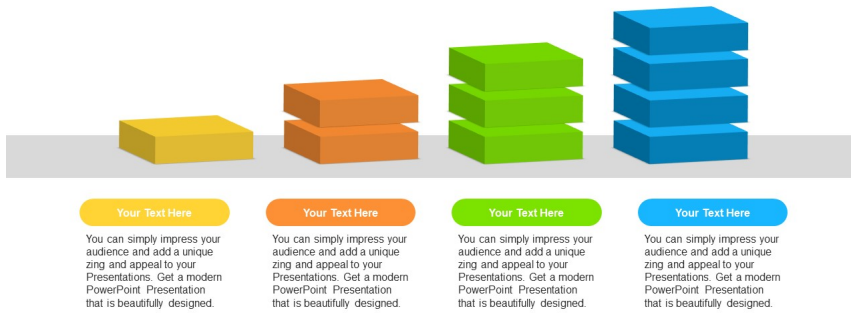 Your Text Here
You can simply impress your
audience and add a unique
zing and appeal to your
Presentations. Get a modern
PowerPoint Presentation
that is beautifully designed.
Your Text Here
You can simply impress your
audience and add a unique
zing and appeal to your
Presentations. Get a modern
PowerPoint Presentation
that is beautifully designed.
Your Text Here
You can simply impress your
audience and add a unique
zing and appeal to your
Presentations. Get a modern
PowerPoint Presentation
that is beautifully designed.
Your Text Here
You can simply impress your
audience and add a unique
zing and appeal to your
Presentations. Get a modern
PowerPoint Presentation
that is beautifully designed.